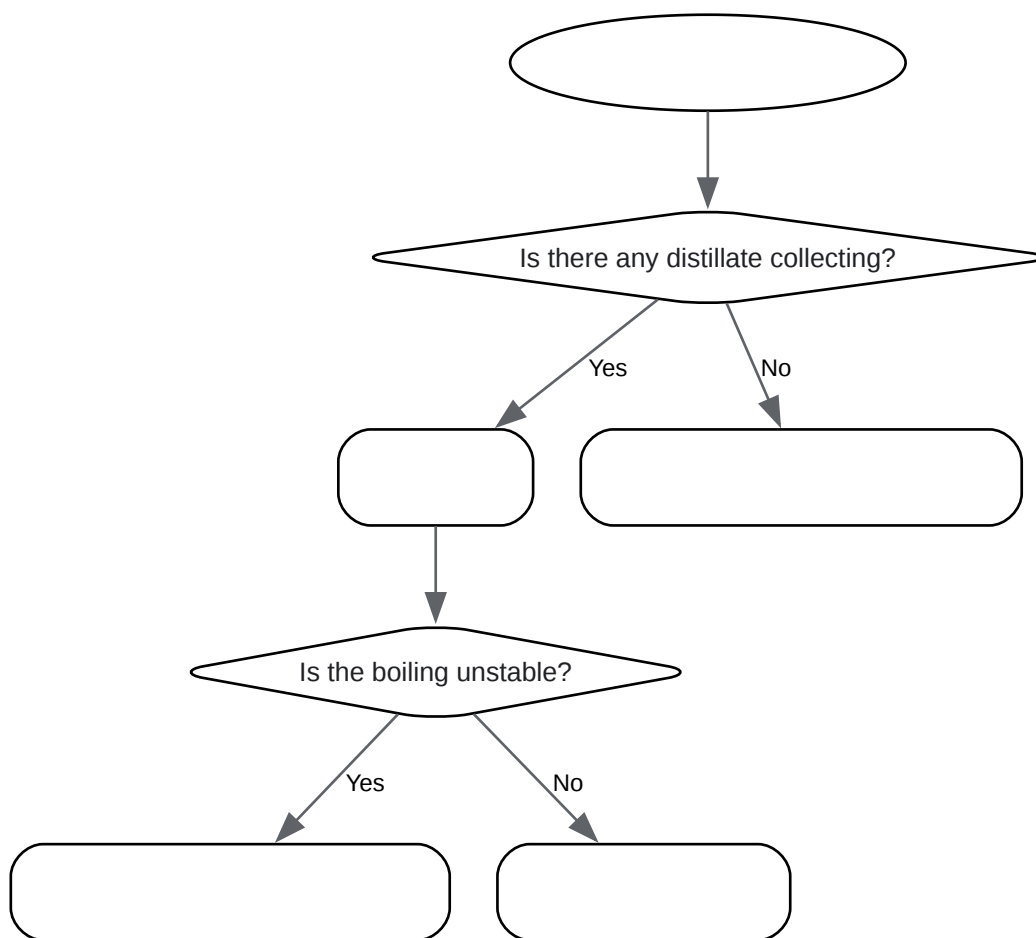 Is there any distillate collecting?
Yes
No
Is the boiling unstable?
Yes
No